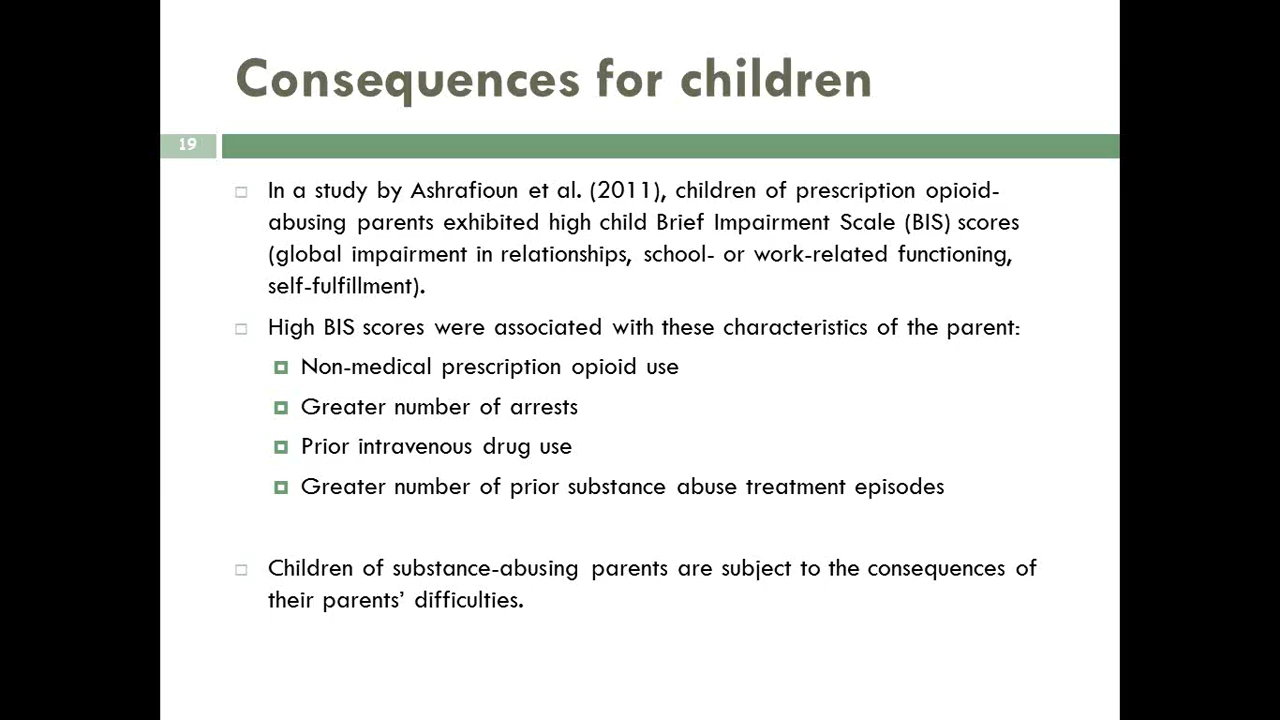 Consequences for children
19
In a study by Ashrafioun et al. (2011), children of prescription opioid-
abusing parents exhibited high child Brief Impairment Scale (BIS) scores
(global impairment in relationships, school- or work-related functioning,
self-fulfillment).
High BIS scores were associated with these characteristics of the parent:
Non-medical prescription opioid use
Greater number of arrests
Prior intravenous drug use
Greater number of prior substance abuse treatment episodes
Children of substance-abusing parents are subject to the consequences of
their parents’ difficulties.